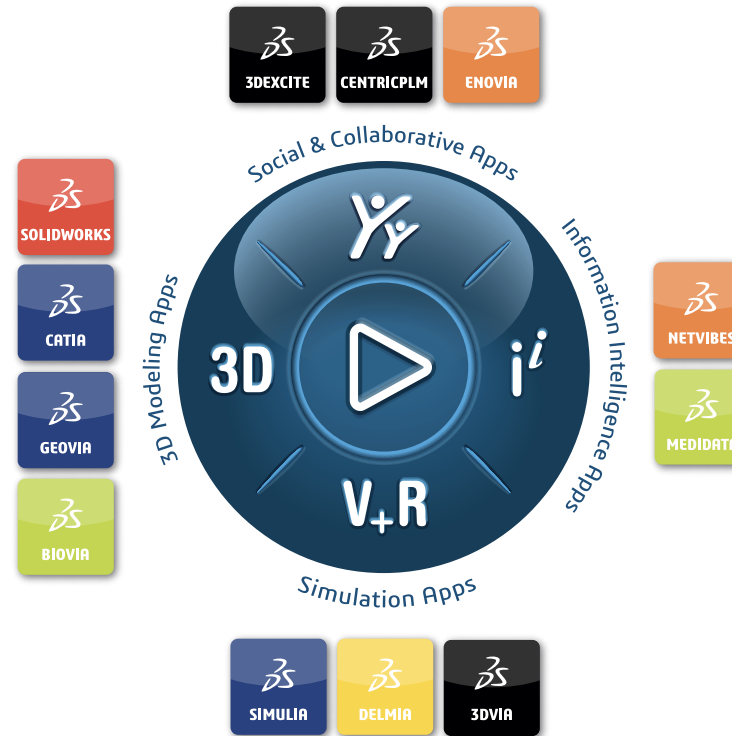 3DEXCITE
CENTRICPLM
ENOVIA
Social & Collaborative Apps
SOLIDWORKS
CATIA
GEOVIA
BIOVIA
3D Modeling Apps
3D
i i
V+R
Information Intelligence Apps
NETVIBES
MEDIDATA
Simulation Apps
SIMULIA
DELMIA
3DVIA